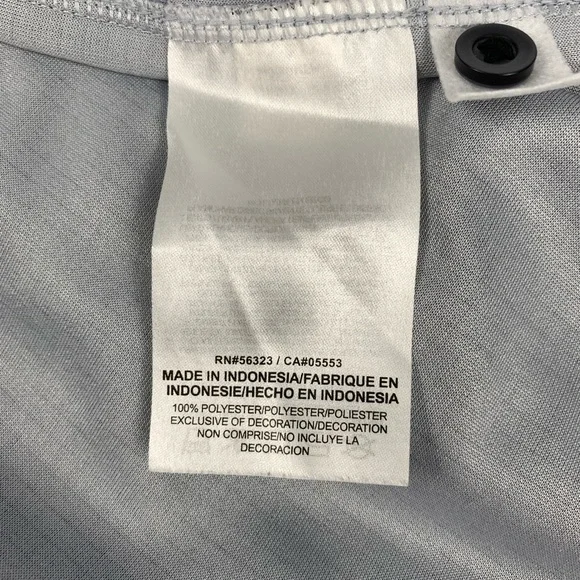 RN#56323 / CA#05553
MADE IN INDONESIA/FABRIQUE EN
INDONESIE/HECHO EN INDONESIA
100% POLYESTER/POLYESTER/POLIESTER
EXCLUSIVE OF DECORATION/DECORATION
NON COMPRISE/NO INCLUYE LA
DECORACION